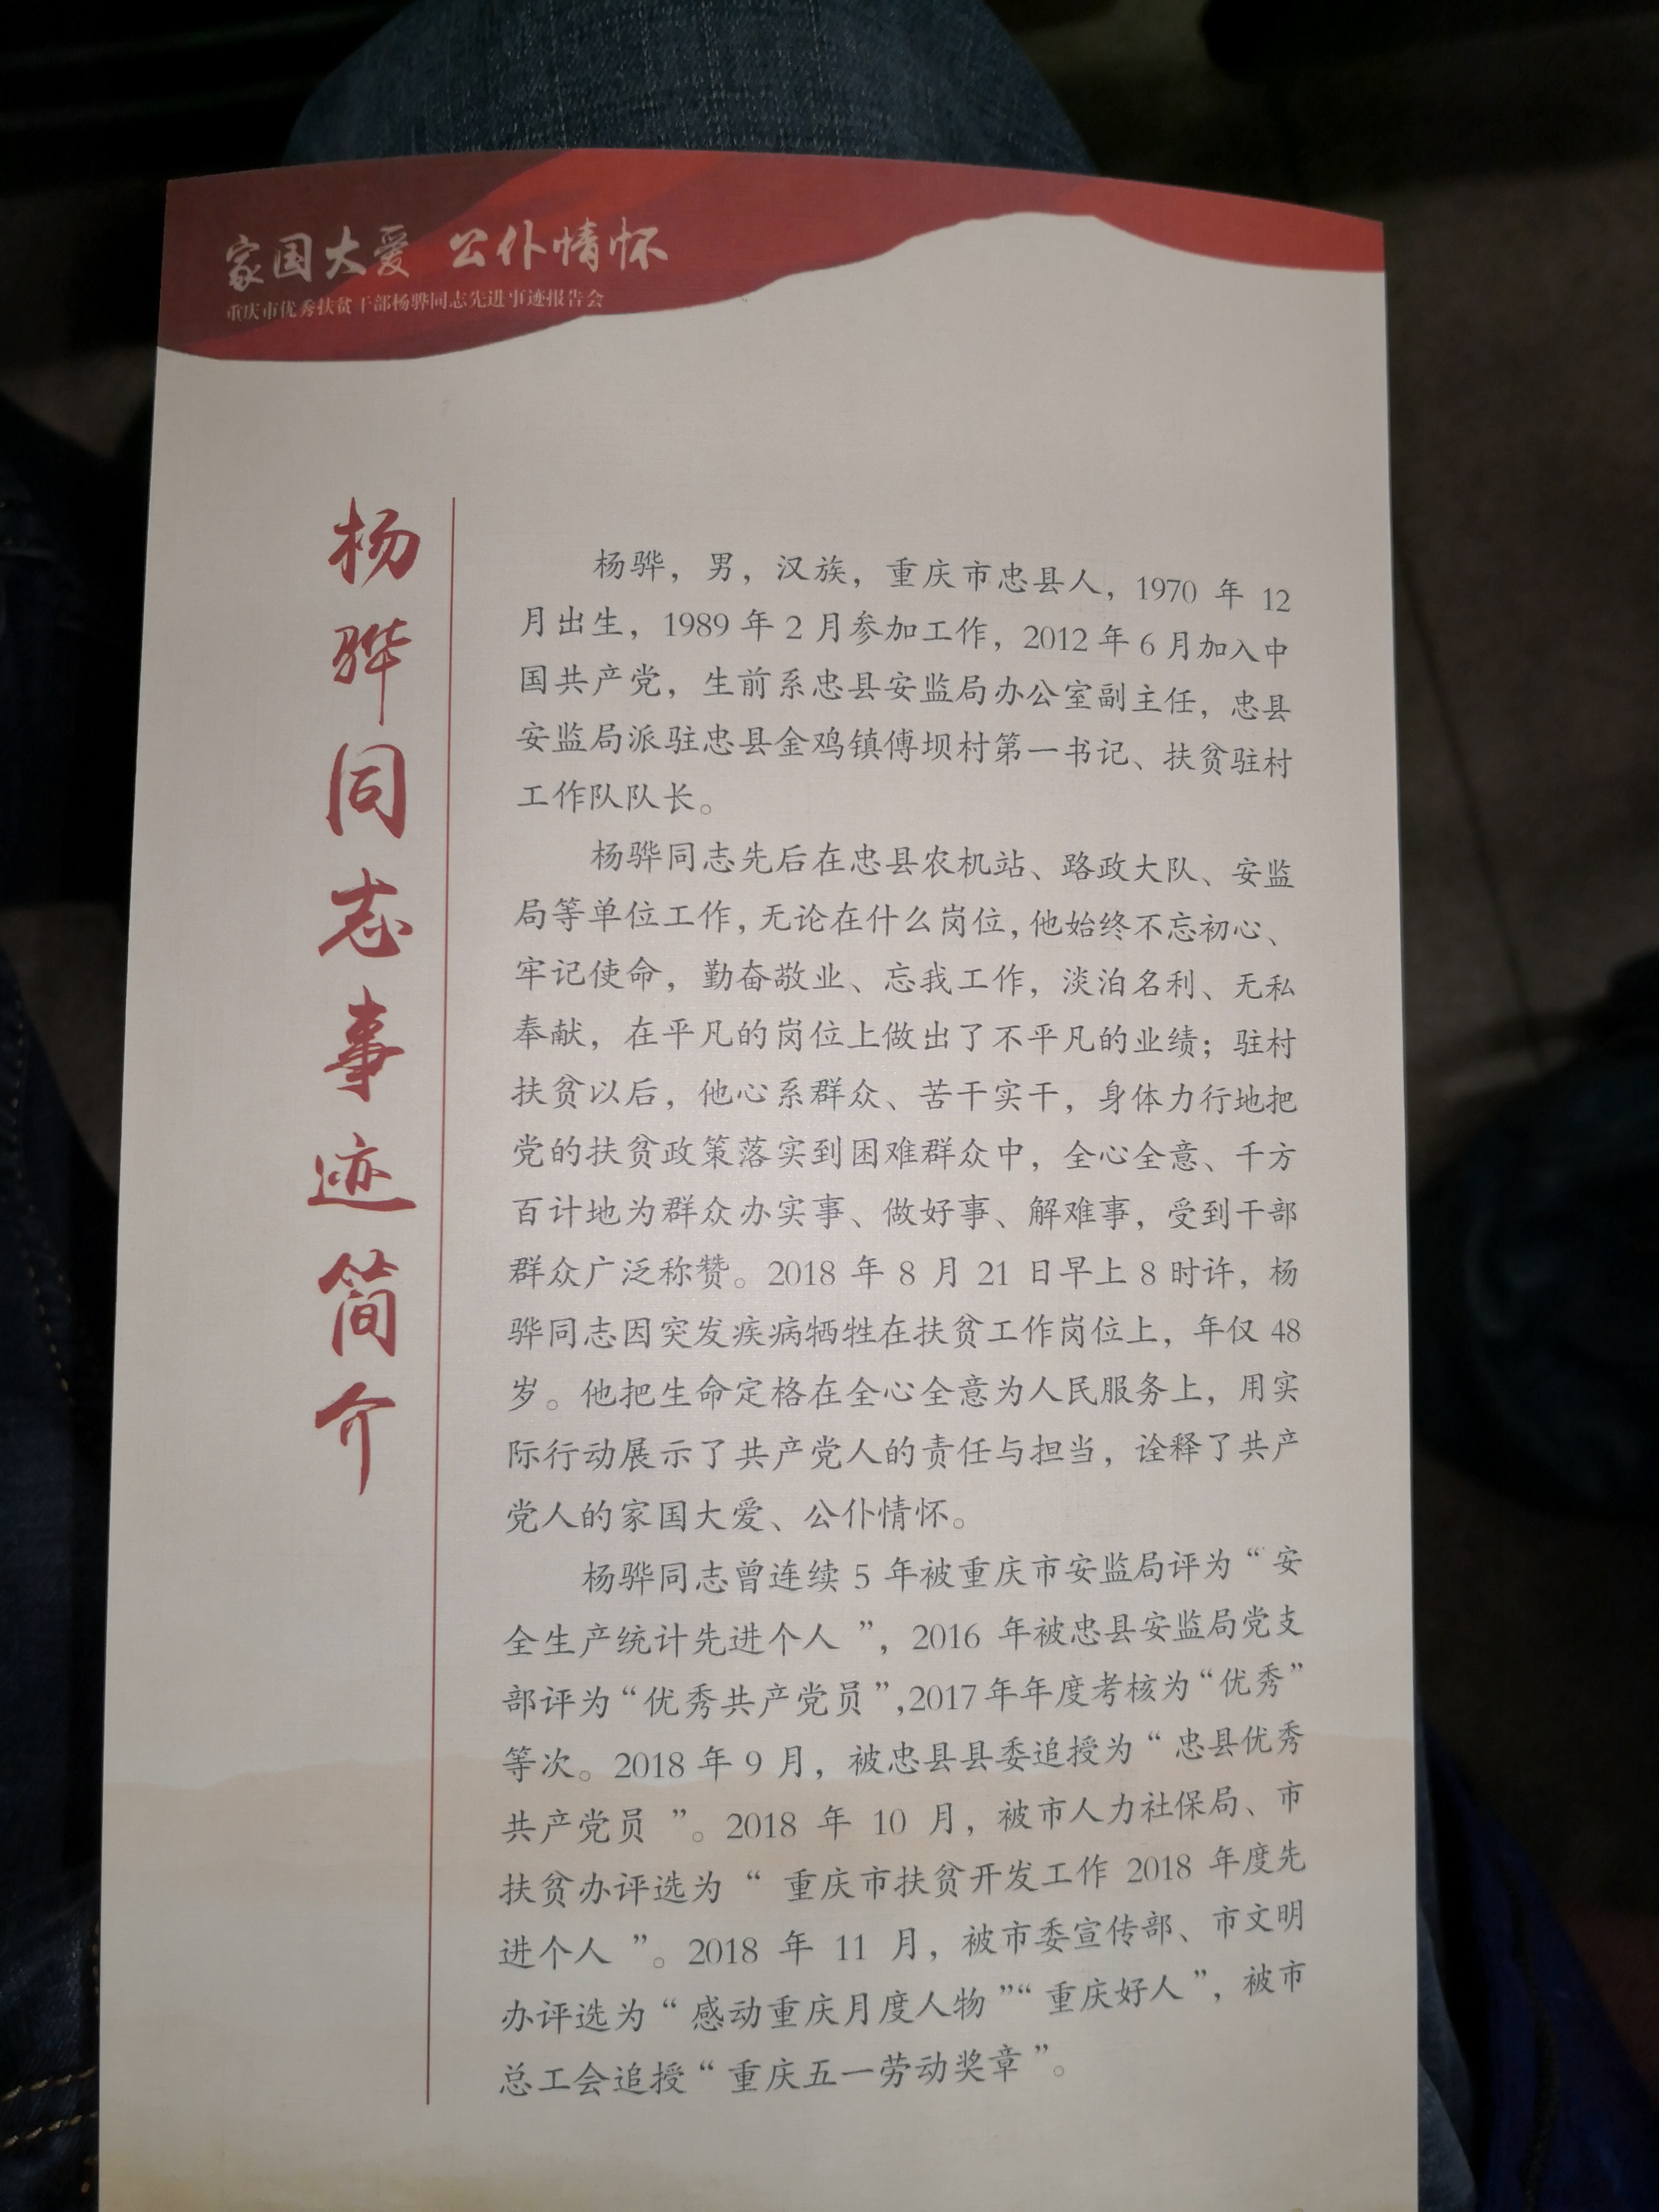 家国大爱 公仆情怀
重庆市优秀扶贫干部杨骅同志先进事迹报告会
杨骅同志事迹简介
杨骅，男，汉族，重庆市忠县人，1970 年 12
月出生，1989 年 2 月参加工作，2012 年 6 月加入中
国共产党，生前系忠县安监局办公室副主任，忠县
安监局派驻忠县金鸡镇傅坝村第一书记、扶贫驻村
工作队队长。
杨骅同志先后在忠县农机站、路政大队、安监
局等单位工作，无论在什么岗位，他始终不忘初心、
牢记使命，勤奋敬业、忘我工作，淡泊名利、无私
奉献，在平凡的岗位上做出了不平凡的业绩；驻村
扶贫以后，他心系群众、苦干实干，身体力行地把
党的扶贫政策落实到困难群众中，全心全意、千方
百计地为群众办实事、做好事、解难事，受到干部
群众广泛称赞。2018 年 8 月 21 日早上 8 时许，杨
骅同志因突发疾病牺牲在扶贫工作岗位上，年仅 48
岁。他把生命定格在全心全意为人民服务上，用实
际行动展示了共产党人的责任与担当，诠释了共产
党人的家国大爱、公仆情怀。
杨骅同志曾连续 5 年被重庆市安监局评为“安
全生产统计先进个人”，2016 年被忠县安监局党支
部评为“优秀共产党员”，2017年年度考核为“优秀”
等次。2018 年 9 月，被忠县县委追授为“忠县优秀
共产党员”。2018 年 10 月，被市人力社保局、市
扶贫办评选为“重庆市扶贫开发工作 2018 年度先
进个人”。2018 年 11 月，被市委宣传部、市文明
办评选为“感动重庆月度人物”“重庆好人”，被市
总工会追授“重庆五一劳动奖章”。